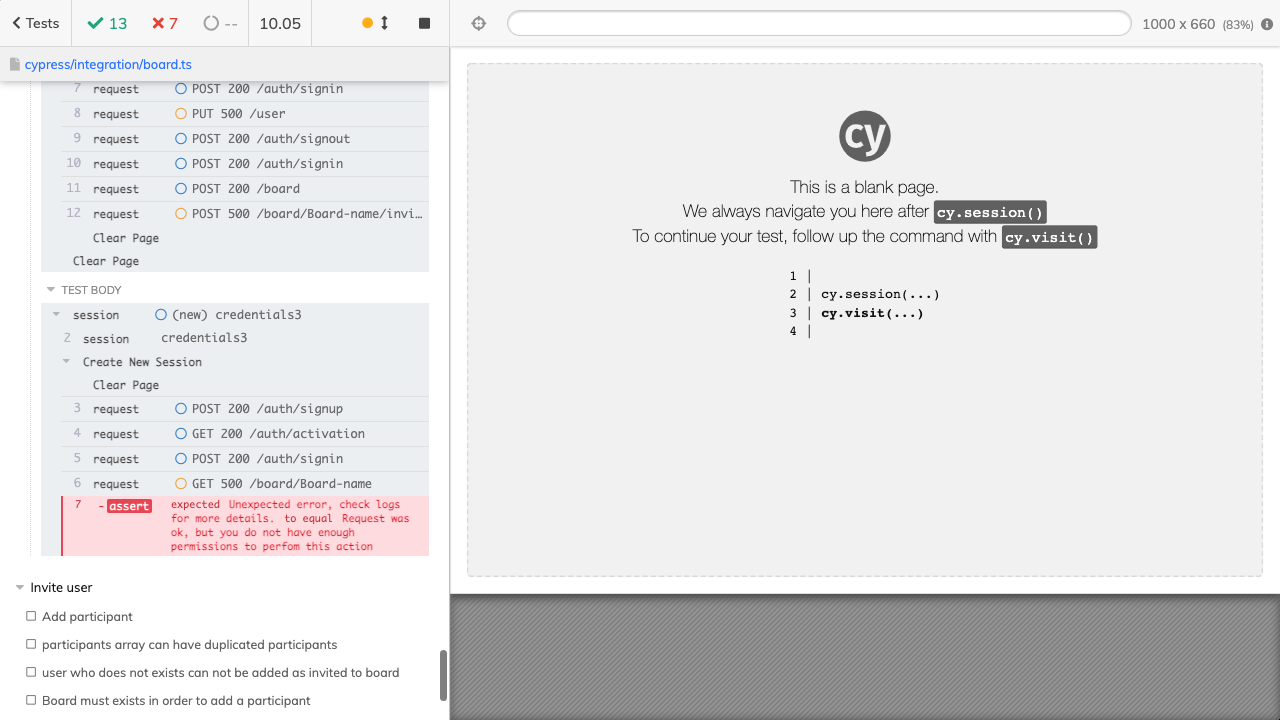 Tests
13
7
--
10.05
1000 x 660 (83%)
cypress/integration/board.ts
7 request POST 200 /auth/signin
8 request PUT 500 /user
9 request POST 200 /auth/signout
10 request POST 200 /auth/signin
11 request POST 200 /board
12 request POST 500 /board/Board-name/invi…
Clear Page
Clear Page
TEST BODY
session (new) credentials3
2 session credentials3
Create New Session
Clear Page
3 request POST 200 /auth/signup
4 request GET 200 /auth/activation
5 request POST 200 /auth/signin
6 request GET 500 /board/Board-name
7 -assert expected Unexpected error, check logs
for more details. to equal Request was
ok, but you do not have enough
permissions to perfom this action
Invite user
Add participant
participants array can have duplicated participants
user who does not exists can not be added as invited to board
Board must exists in order to add a participant
cy
This is a blank page.
We always navigate you here after cy.session()
To continue your test, follow up the command with cy.visit()
1 |
2 | cy.session(...)
3 | cy.visit(...)
4 |